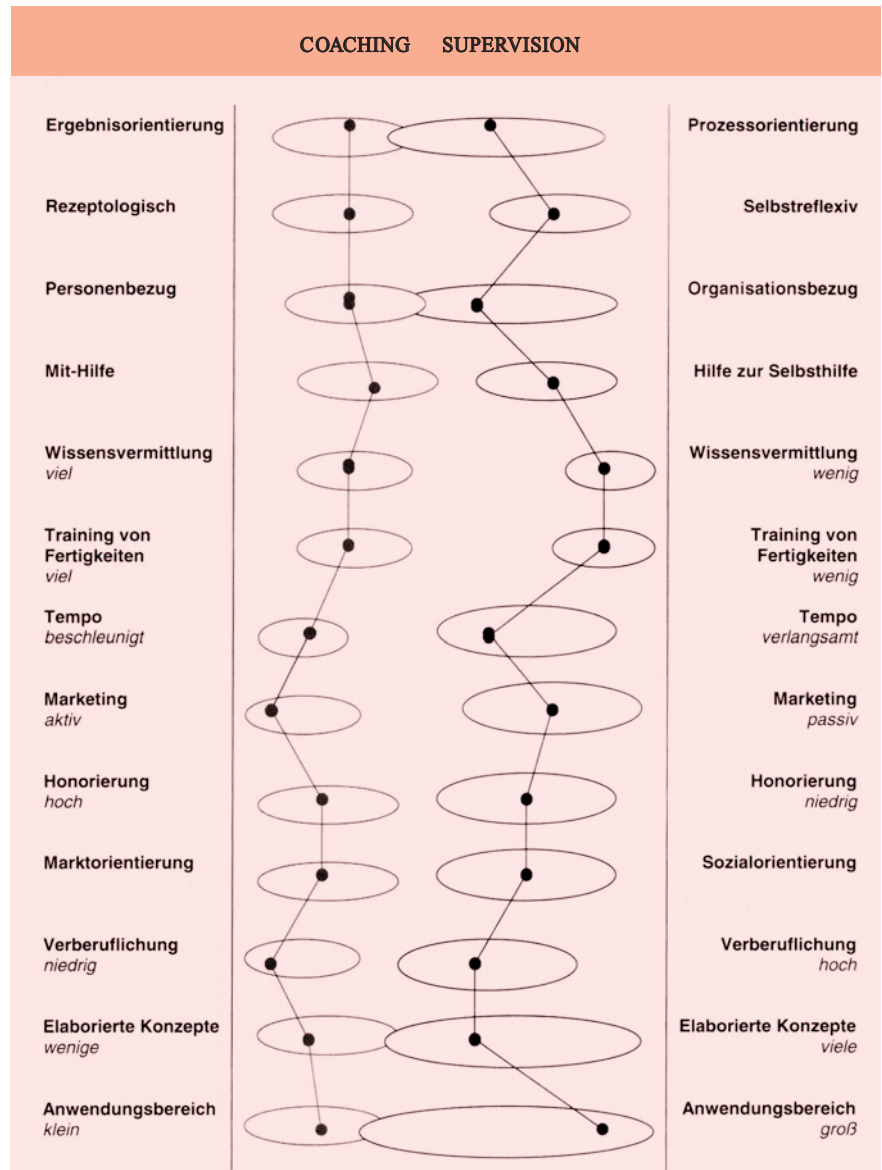 COACHING SUPERVISION
Ergebnisorientierung Prozessorientierung
Rezeptologisch Selbstreflexiv
Personenbezug Organisationsbezug
Mit-Hilfe Hilfe zur Selbsthilfe
Wissensvermittlung Wissensvermittlung
viel wenig
Training von Training von
Fertigkeiten Fertigkeiten
viel wenig
Tempo Tempo
beschleunigt verlangsamt
Marketing Marketing
aktiv passiv
Honorierung Honorierung
hoch niedrig
Marktorientierung Sozialorientierung
Verberuflichung Verberuflichung
niedrig hoch
Elaborierte Konzepte Elaborierte Konzepte
wenige viele
Anwendungsbereich Anwendungsbereich
klein groß